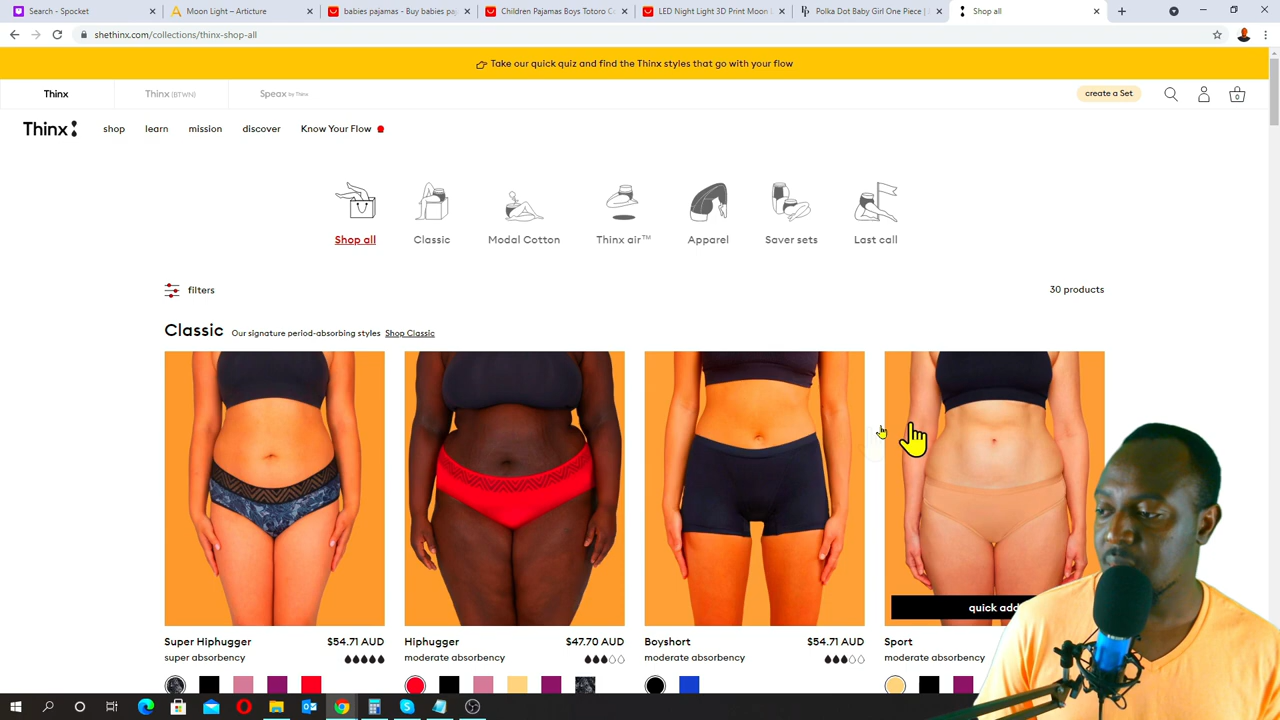 Search - Spocket
Moon Light – Articture
babies pajamas - Buy babies paj
Children Pajamas Boys Totoro C
LED Night Light 3D Print Moon
Polka Dot Baby Girl One Piece |
Shop all
shethinx.com/collections/thinx-shop-all
Take our quick quiz and find the Thinx styles that go with your flow
Thinx
Thinx (BTWN)
Speax by Thinx
create a Set
0
Thinx
shop
learn
mission
discover
Know Your Flow
Shop all
Classic
Modal Cotton
Thinx air™
Apparel
Saver sets
Last call
filters
30 products
Classic Our signature period-absorbing styles Shop Classic
quick add
Super Hiphugger $54.71 AUD
super absorbency
Hiphugger $47.70 AUD
moderate absorbency
Boyshort $54.71 AUD
moderate absorbency
Sport
moderate absorbency